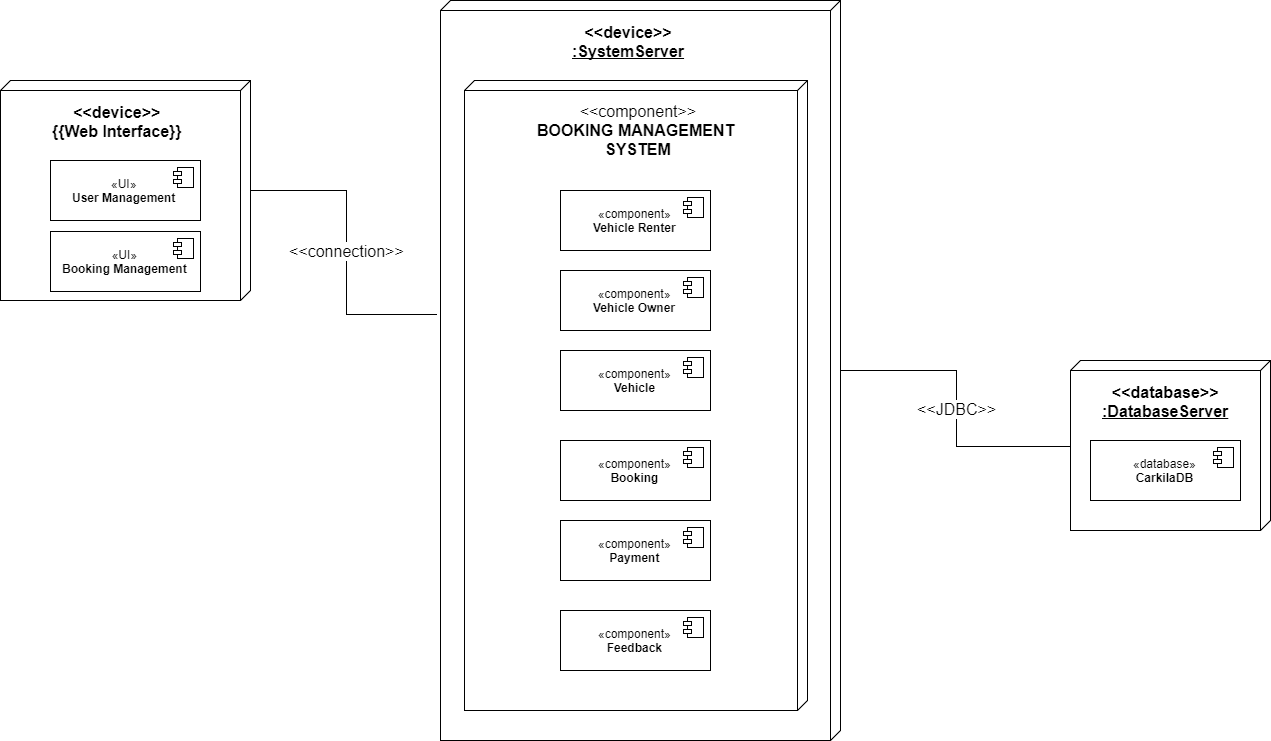 <<device>>
{{Web Interface}}
«UI»
User Management
«UI»
Booking Management
<<connection>>
<<device>>
:SystemServer
<<component>>
BOOKING MANAGEMENT
SYSTEM
«component»
Vehicle Renter
«component»
Vehicle Owner
«component»
Vehicle
«component»
Booking
«component»
Payment
«component»
Feedback
<<JDBC>>
<<database>>
:DatabaseServer
«database»
CarkilaDB